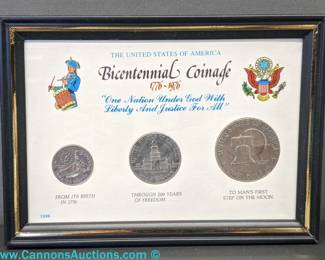 THE UNITED STATES OF AMERICA
Bicentennial Coinage
1776-1976
"One Nation Under God With
Liberty And Justice For All"
FROM ITS BIRTH
IN 1776
THROUGH 200 YEARS
OF FREEDOM
TO MAN'S FIRST
STEP ON THE MOON.
www.CannonsAuctions.com ©